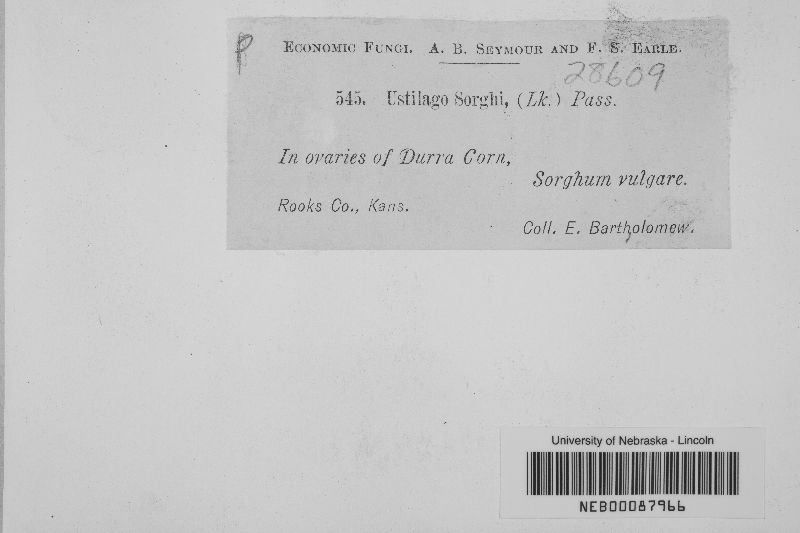 P
Economic Fungi. A. B. Seymour and F. S. Earle.
28609
545. Ustilago Sorghi, (Lk.) Pass.
In ovaries of Durra Corn,
Sorghum vulgare.
Rooks Co., Kans.
Coll. E. Bartholomew.
University of Nebraska - Lincoln
NEB00087966